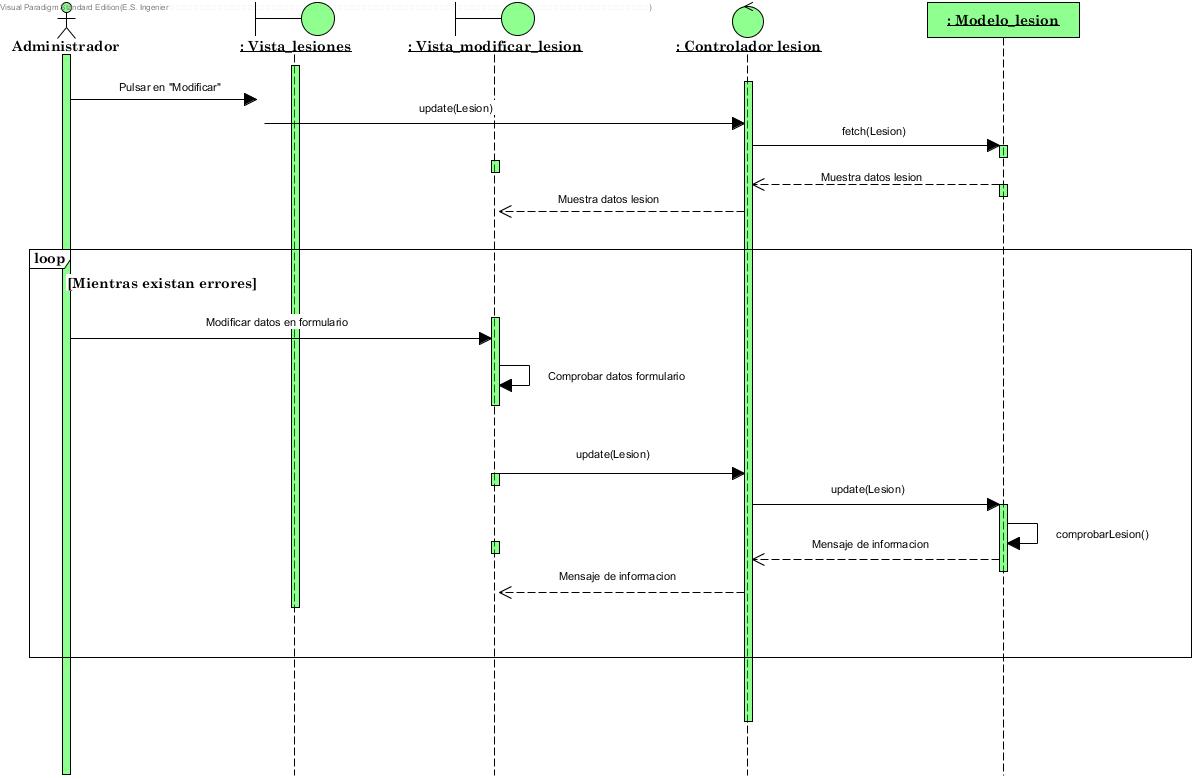 Visual Paradigm Standard Edition(E.S. Ingenier )
Administrador
: Vista_lesiones
: Vista_modificar_lesion
: Controlador lesion
: Modelo_lesion
Pulsar en "Modificar"
update(Lesion)
fetch(Lesion)
Muestra datos lesion
Muestra datos lesion
loop
[Mientras existan errores]
Modificar datos en formulario
Comprobar datos formulario
update(Lesion)
update(Lesion)
comprobarLesion()
Mensaje de informacion
Mensaje de informacion